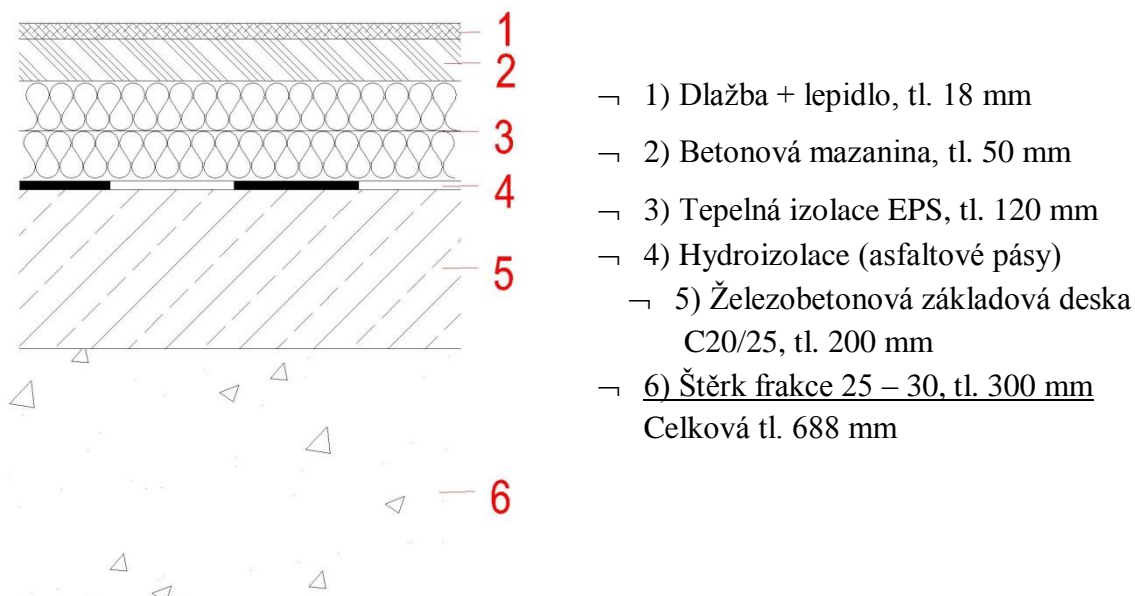 1
2
3
4
5
6
¬ 1) Dlažba + lepidlo, tl. 18 mm
¬ 2) Betonová mazanina, tl. 50 mm
¬ 3) Tepelná izolace EPS, tl. 120 mm
¬ 4) Hydroizolace (asfaltové pásy)
¬ 5) Železobetonová základová deska
C20/25, tl. 200 mm
¬ 6) Štěrk frakce 25 – 30, tl. 300 mm
Celková tl. 688 mm